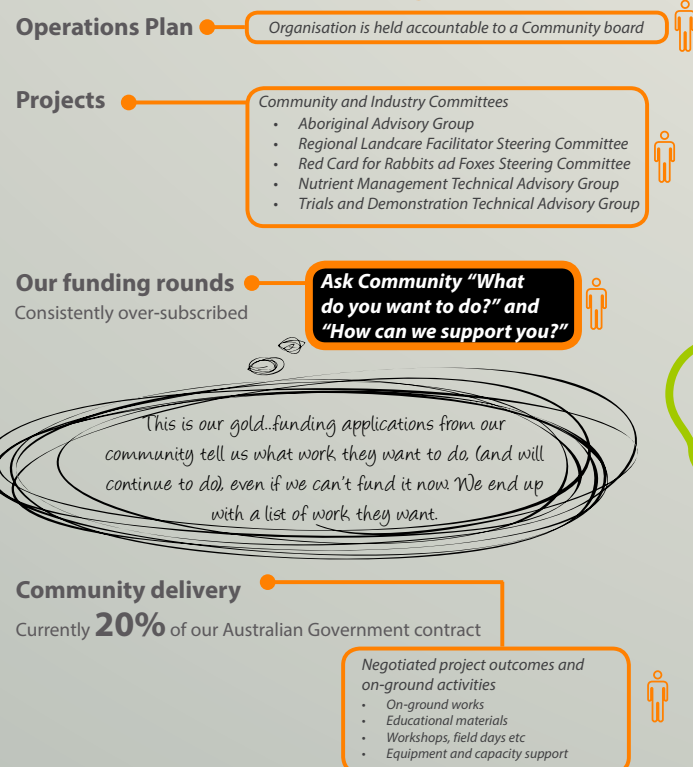 Operations Plan
Organisation is held accountable to a Community board
Projects
Community and Industry Committees
• Aboriginal Advisory Group
• Regional Landcare Facilitator Steering Committee
• Red Card for Rabbits ad Foxes Steering Committee
• Nutrient Management Technical Advisory Group
• Trials and Demonstration Technical Advisory Group
Our funding rounds
Consistently over-subscribed
Ask Community “What
do you want to do?” and
“How can we support you?”
This is our gold..funding applications from our
community tell us what work they want to do, (and will
continue to do), even if we can't fund it now. We end up
with a list of work they want.
Community delivery
Currently 20% of our Australian Government contract
Negotiated project outcomes and
on-ground activities
• On-ground works
• Educational materials
• Workshops, field days etc
• Equipment and capacity support